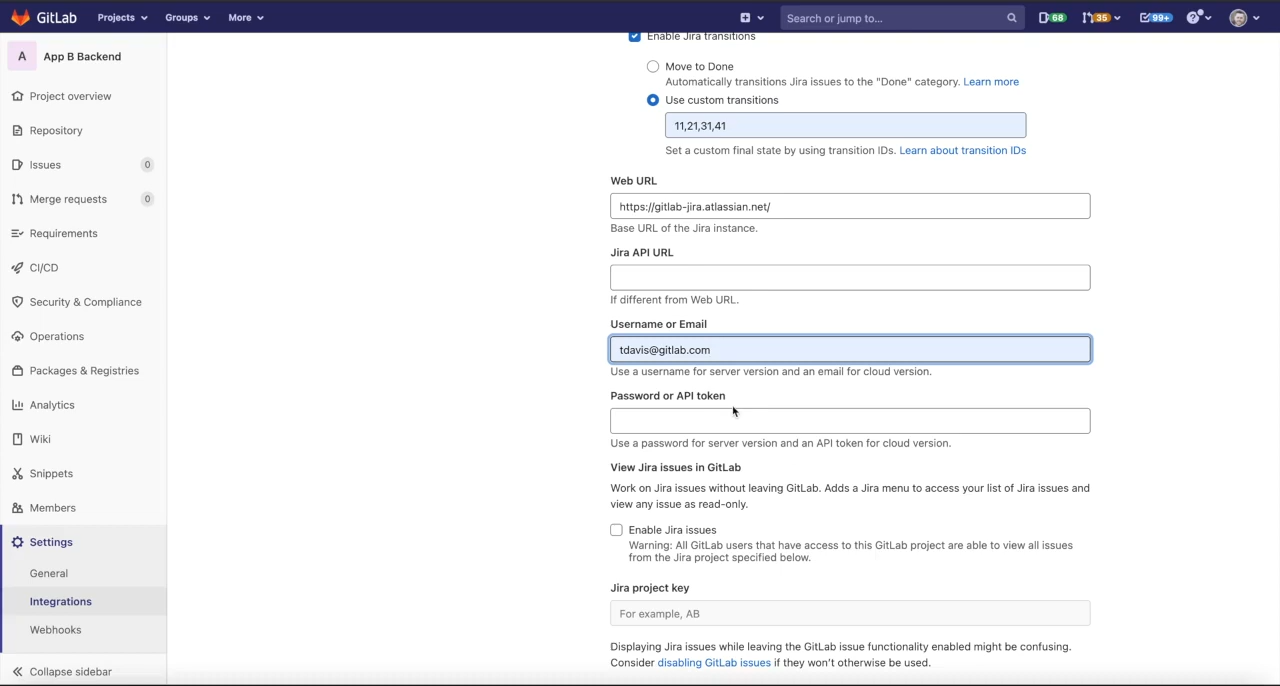 GitLab Projects Groups More Search or jump to... 68 35 99+
A App B Backend
Project overview
Repository
Issues 0
Merge requests 0
Requirements
CI/CD
Security & Compliance
Operations
Packages & Registries
Analytics
Wiki
Snippets
Members
Settings
General
Integrations
Webhooks
Collapse sidebar
Enable Jira transitions
Move to Done
Automatically transitions Jira issues to the "Done" category. Learn more
Use custom transitions
11,21,31,41
Set a custom final state by using transition IDs. Learn about transition IDs
Web URL
https://gitlab-jira.atlassian.net/
Base URL of the Jira instance.
Jira API URL
If different from Web URL.
Username or Email
tdavis@gitlab.com
Use a username for server version and an email for cloud version.
Password or API token
Use a password for server version and an API token for cloud version.
View Jira issues in GitLab
Work on Jira issues without leaving GitLab. Adds a Jira menu to access your list of Jira issues and
view any issue as read-only.
Enable Jira issues
Warning: All GitLab users that have access to this GitLab project are able to view all issues
from the Jira project specified below.
Jira project key
For example, AB
Displaying Jira issues while leaving the GitLab issue functionality enabled might be confusing.
Consider disabling GitLab issues if they won't otherwise be used.